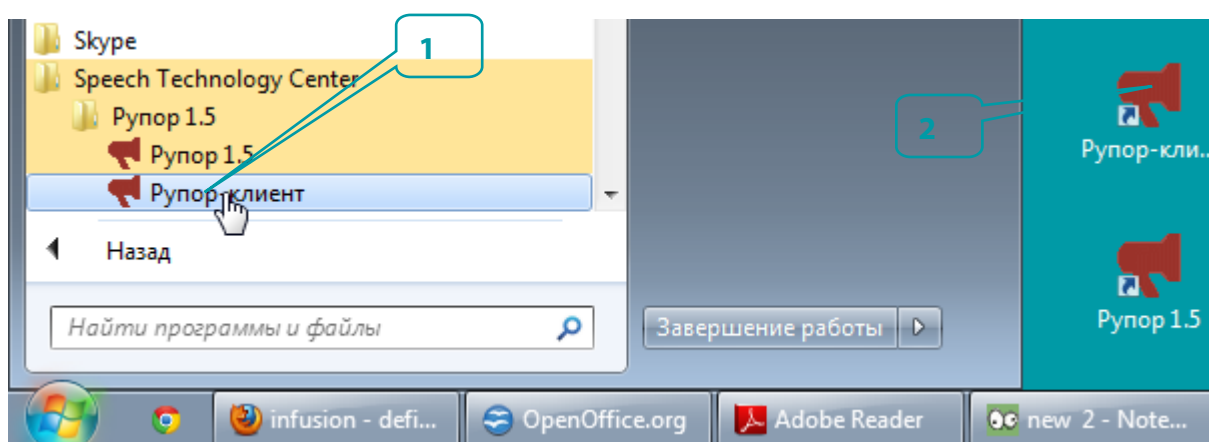 Skype
1
Speech Technology Center
Рупор 1.5
2
Рупор 1.5
Рупор-кли...
Рупор-клиент
Назад
Рупор 1.5
Найти программы и файлы
Завершение работы
infusion - defi...
OpenOffice.org
Adobe Reader
new 2 - Note...